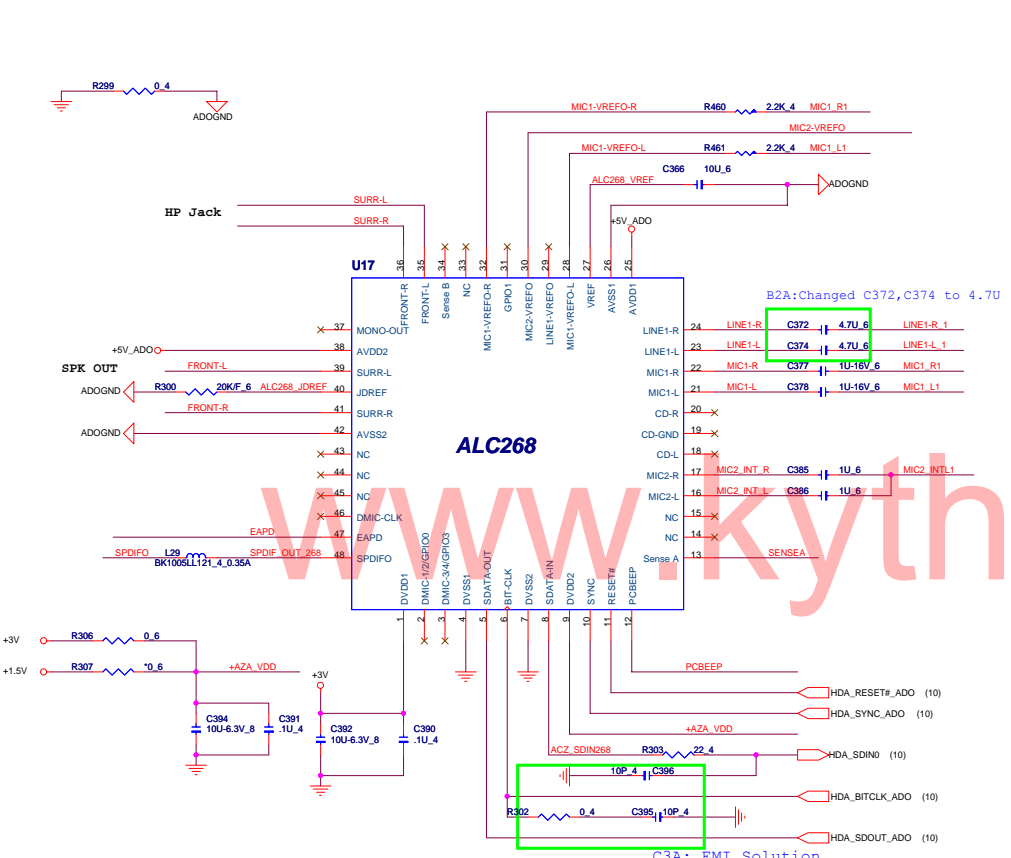 R299 0_4
ADOGND
MIC1-VREFO-R R460 2.2K_4 MIC1_R1
MIC2-VREFO
MIC1-VREFO-L R461 2.2K_4 MIC1_L1
C366 10U_6
ALC268_VREF ADOGND
HP Jack
SURR-L
SURR-R
+5V_ADO
U17
36 35 34 33 32 31 30 29 28 27 26 25
FRONT-R
FRONT-L
Sense B
NC
MIC1-VREFO-R
GPIO1
MIC2-VREFO
LINE1-VREFO
MIC1-VREFO-L
VREF
AVSS1
AVDD1
B2A:Changed C372,C374 to 4.7U
37 MONO-OUT
+5V_ADO 38 AVDD2
SPK OUT
FRONT-L 39 SURR-L
ADOGND R300 20K/F_6 ALC268_JDREF 40 JDREF
FRONT-R 41 SURR-R
ADOGND 42 AVSS2
43 NC
44 NC
45 NC
46 DMIC-CLK
EAPD 47 EAPD
SPDIFO L29 SPDIF_OUT_268 48 SPDIFO
BK1005LL121_4_0.35A
ALC268
LINE1-R 24 LINE1-R C372 4.7U_6 LINE1-R_1
LINE1-L 23 LINE1-L C374 4.7U_6 LINE1-L_1
MIC1-R 22 MIC1-R C377 1U-16V_6 MIC1_R1
MIC1-L 21 MIC1-L C378 1U-16V_6 MIC1_L1
CD-R 20
CD-GND 19
CD-L 18
MIC2-R 17 MIC2_INT_R C385 1U_6 MIC2_INTL1
MIC2-L 16 MIC2_INT_L C386 1U_6
NC 15
NC 14
Sense A 13 SENSEA
www.kyth
DVDD1
DMIC-1/2/GPIO0
DMIC-3/4/GPIO3
DVSS1
SDATA-OUT
BIT-CLK
DVSS2
SDATA-IN
DVDD2
SYNC
RESET#
PCBEEP
1 2 3 4 5 6 7 8 9 10 11 12
+3V R306 0_6
+1.5V R307 *0_6 +AZA_VDD
+3V
C394 10U-6.3V_8
C391 .1U_4
C392 10U-6.3V_8
C390 .1U_4
PCBEEP
HDA_RESET#_ADO (10)
HDA_SYNC_ADO (10)
+AZA_VDD
ACZ_SDIN268 R303 22_4 HDA_SDIN0 (10)
10P_4 C396
HDA_BITCLK_ADO (10)
R302 0_4 C395 10P_4
HDA_SDOUT_ADO (10)
C3A: EMI Solution